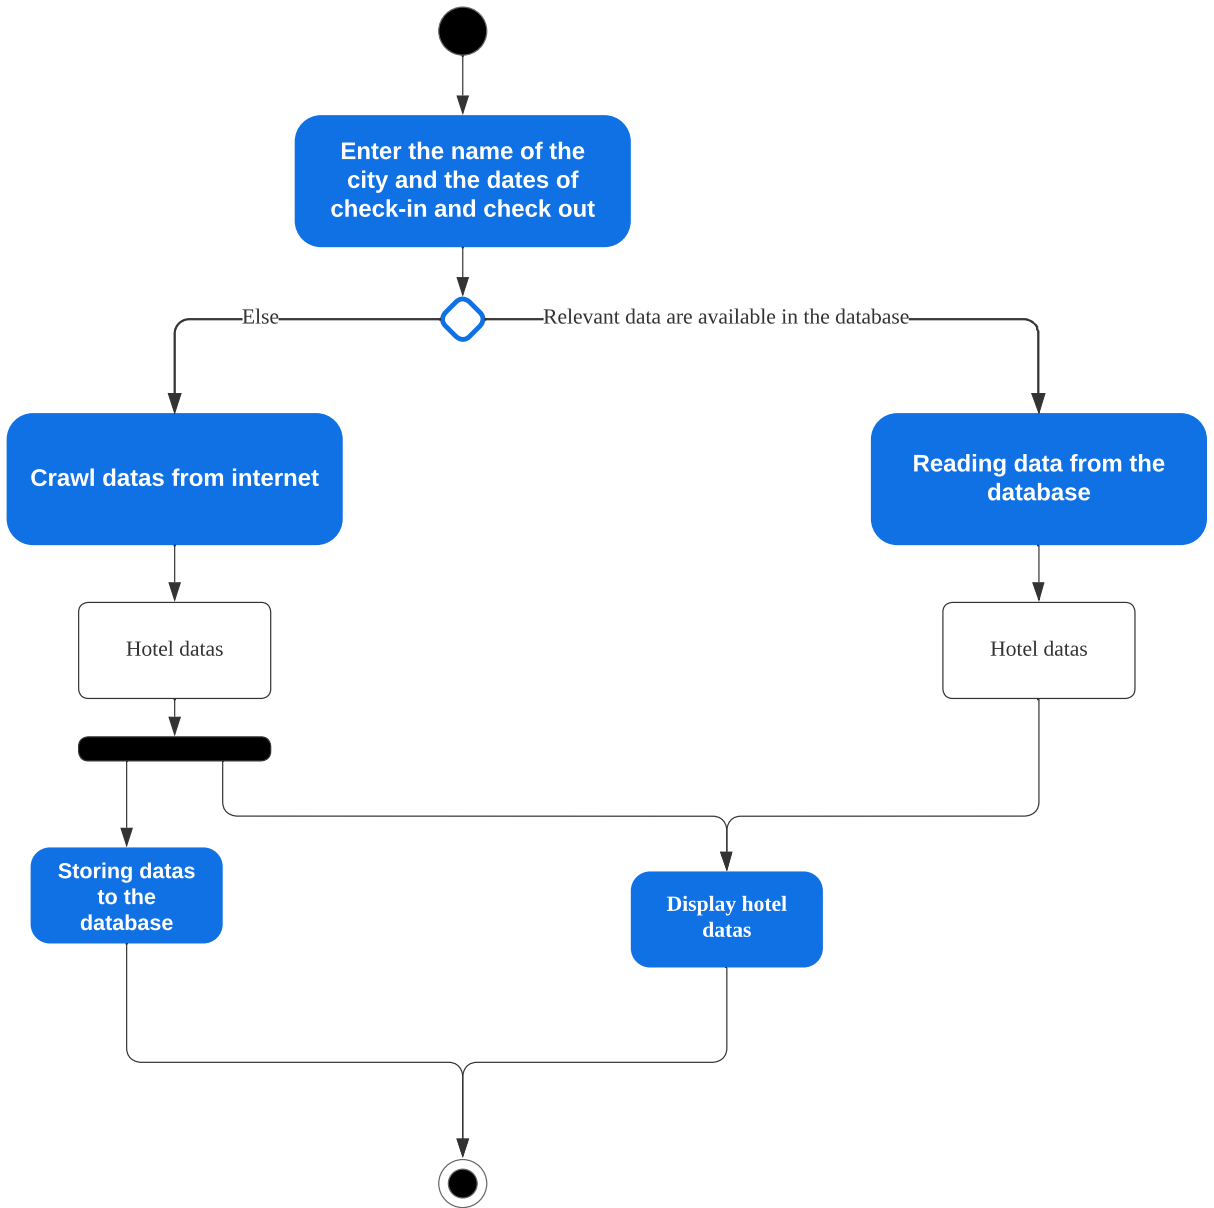 Enter the name of the
city and the dates of
check-in and check out
Else
Relevant data are available in the database
Crawl datas from internet
Reading data from the
database
Hotel datas
Hotel datas
Storing datas
to the
database
Display hotel
datas